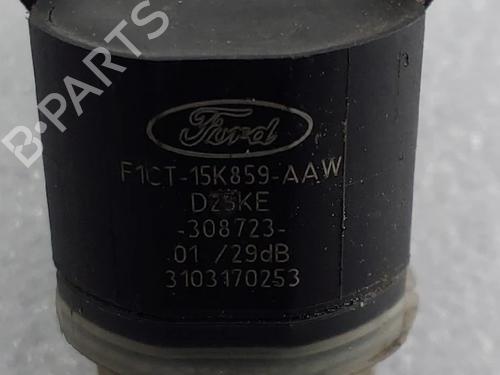 B-PARTS
Ford
F1CT-15K859-AAW
D25KE
-308723-
01 /29dB
3103170253